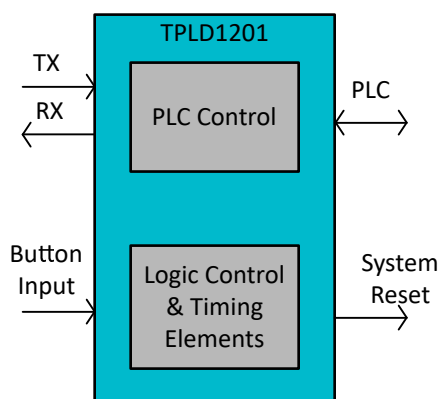 TPLD1201
TX
RX
PLC Control
PLC
Button
Input
Logic Control
& Timing
Elements
System
Reset